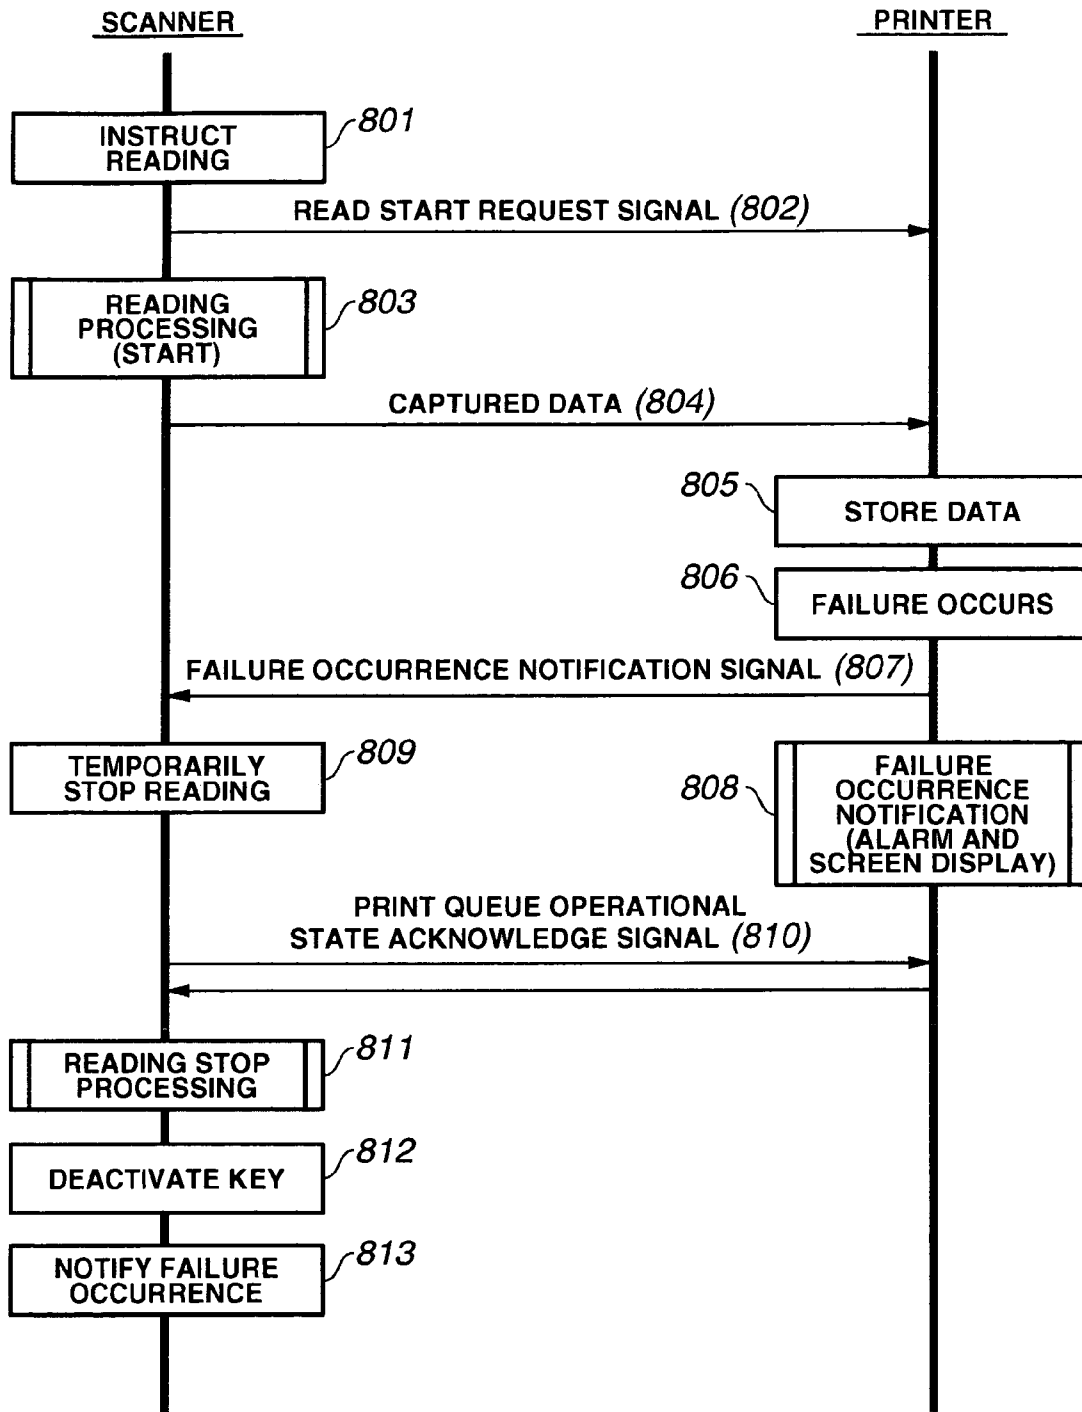 SCANNER
PRINTER
INSTRUCT
READING
801
READ START REQUEST SIGNAL (802)
READING
PROCESSING
(START)
803
CAPTURED DATA (804)
805
STORE DATA
806
FAILURE OCCURS
FAILURE OCCURRENCE NOTIFICATION SIGNAL (807)
TEMPORARILY
STOP READING
809
808
FAILURE
OCCURRENCE
NOTIFICATION
(ALARM AND
SCREEN DISPLAY)
PRINT QUEUE OPERATIONAL
STATE ACKNOWLEDGE SIGNAL (810)
READING STOP
PROCESSING
811
DEACTIVATE KEY
812
NOTIFY FAILURE
OCCURRENCE
813